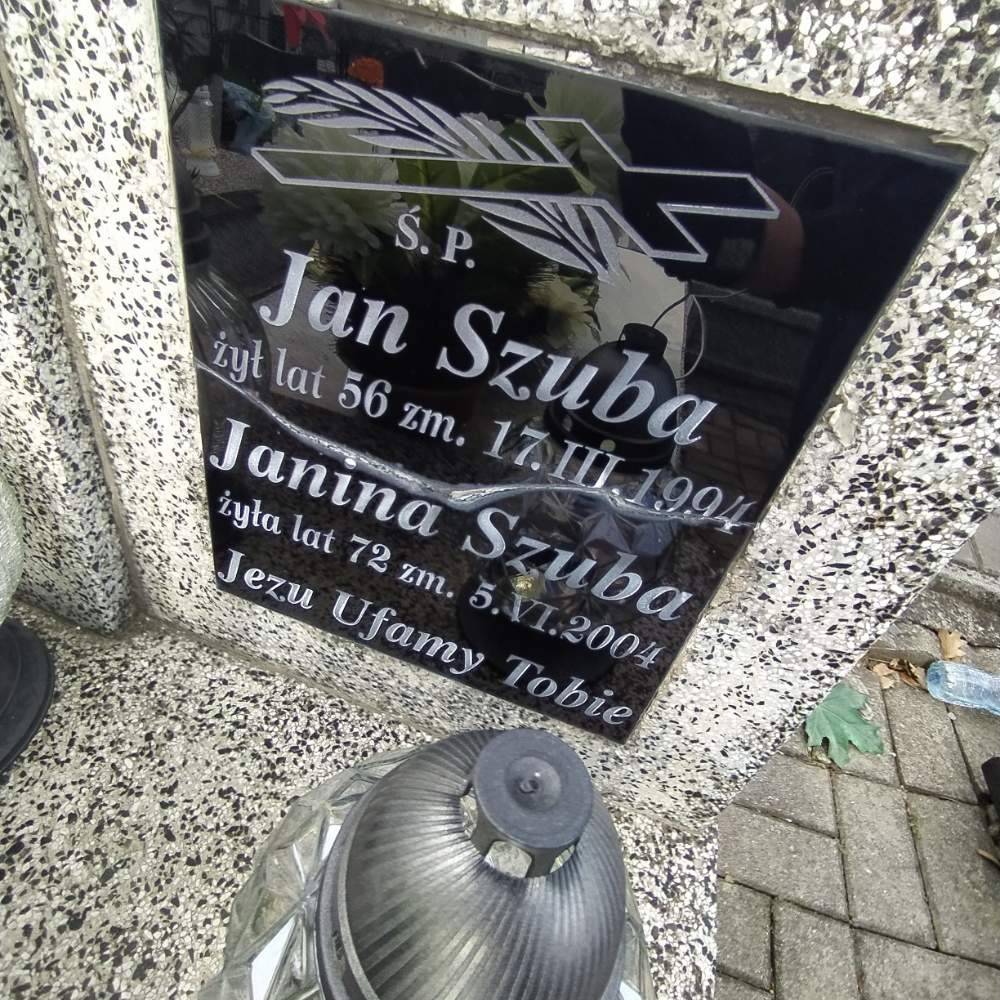 Ś. P.
Jan Szuba
żył lat 56 zm. 17.III.1994
Janina Szuba
żyła lat 72 zm. 5.VI.2004
Jezu Ufamy Tobie